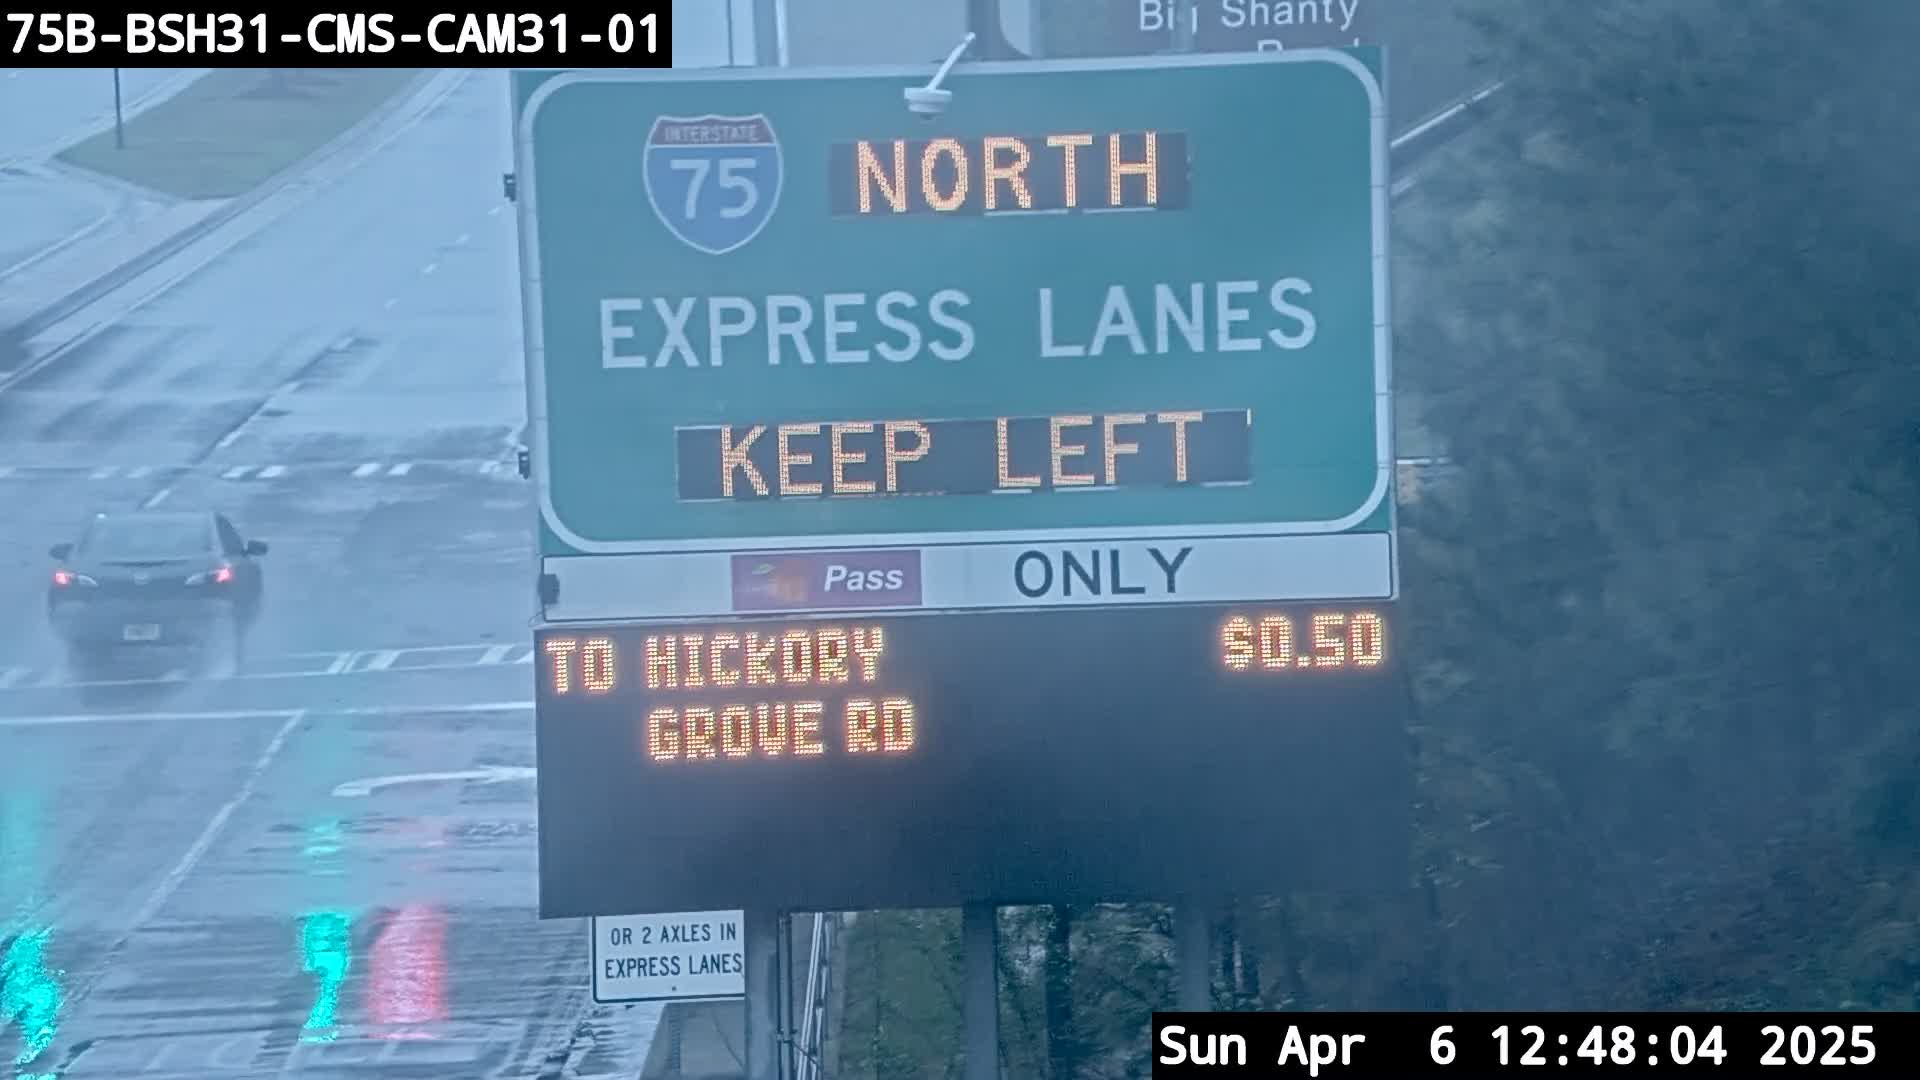 75B-BSH31-CMS-CAM31-01
Big Shanty
INTERSTATE
75 NORTH
EXPRESS LANES
KEEP LEFT
Pass ONLY
TO HICKORY $0.50
GROVE RD
OR 2 AXLES IN
EXPRESS LANES
Sun Apr 6 12:48:04 2025